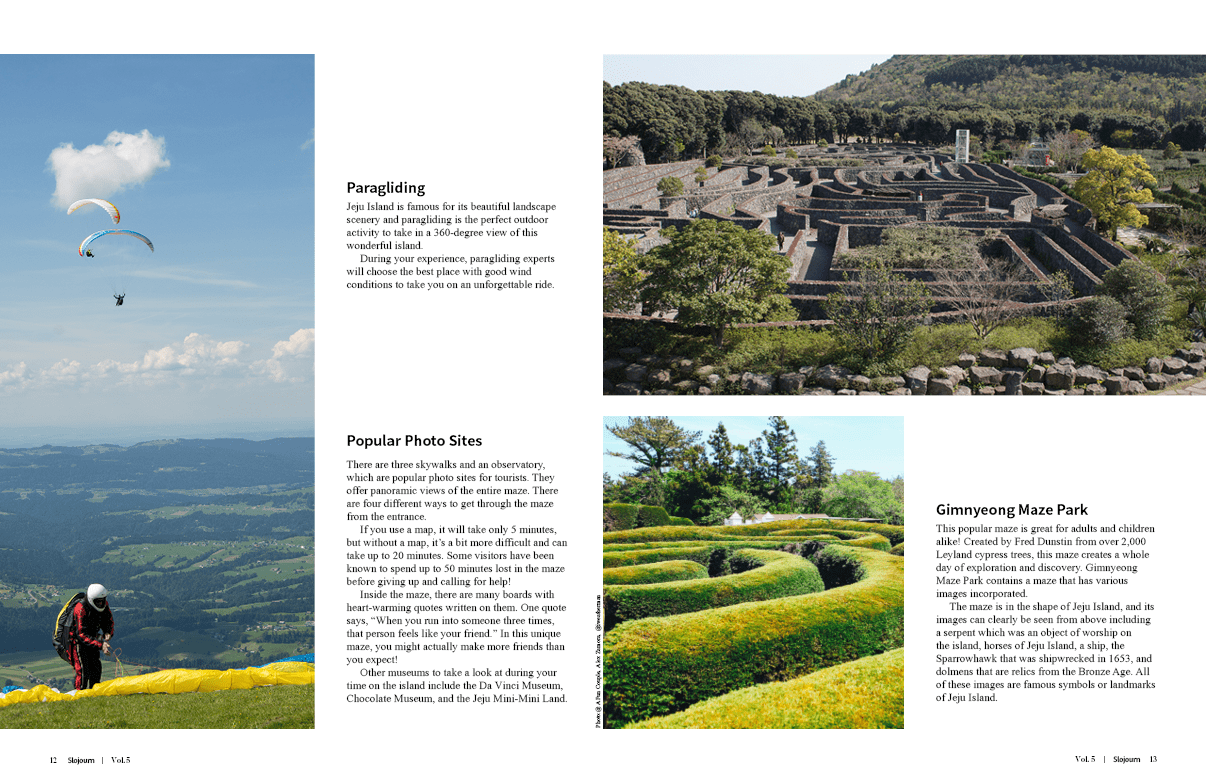 Paragliding
Jeju Island is famous for its beautiful landscape
scenery and paragliding is the perfect outdoor
activity to take in a 360-degree view of this
wonderful island.
During your experience, paragliding experts
will choose the best place with good wind
conditions to take you on an unforgettable ride.
Popular Photo Sites
There are three skywalks and an observatory,
which are popular photo sites for tourists. They
offer panoramic views of the entire maze. There
are four different ways to get through the maze
from the entrance.
If you use a map, it will take only 5 minutes,
but without a map, it’s a bit more difficult and can
take up to 20 minutes. Some visitors have been
known to spend up to 50 minutes lost in the maze
before giving up and calling for help!
Inside the maze, there are many boards with
heart-warming quotes written on them. One quote
says, “When you run into someone three times,
that person feels like your friend.” In this unique
maze, you might actually make more friends than
you expect!
Other museums to take a look at during your
time on the island include the Da Vinci Museum,
Chocolate Museum, and the Jeju Mini-Mini Land.
Photo @ A Fun Couple, Alex Zamora,
Gimnyeong Maze Park
This popular maze is great for adults and children
alike! Created by Fred Dunstin from over 2,000
Leyland cypress trees, this maze creates a whole
day of exploration and discovery. Gimnyeong
Maze Park contains a maze that has various
images incorporated.
The maze is in the shape of Jeju Island, and its
images can clearly be seen from above including
a serpent which was an object of worship on
the island, horses of Jeju Island, a ship, the
Sparrowhawk that was shipwrecked in 1653, and
dolmens that are relics from the Bronze Age. All
of these images are famous symbols or landmarks
of Jeju Island.
12 Slojourn | Vol.5
Vol. 5 | Slojourn 13